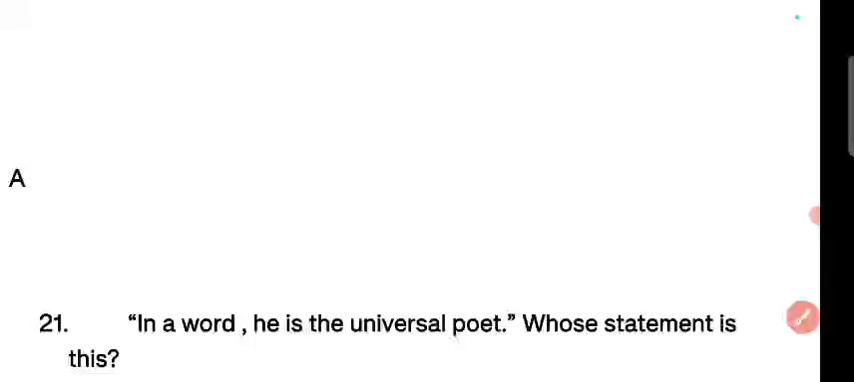 A
21. “In a word , he is the universal poet.” Whose statement is
this?